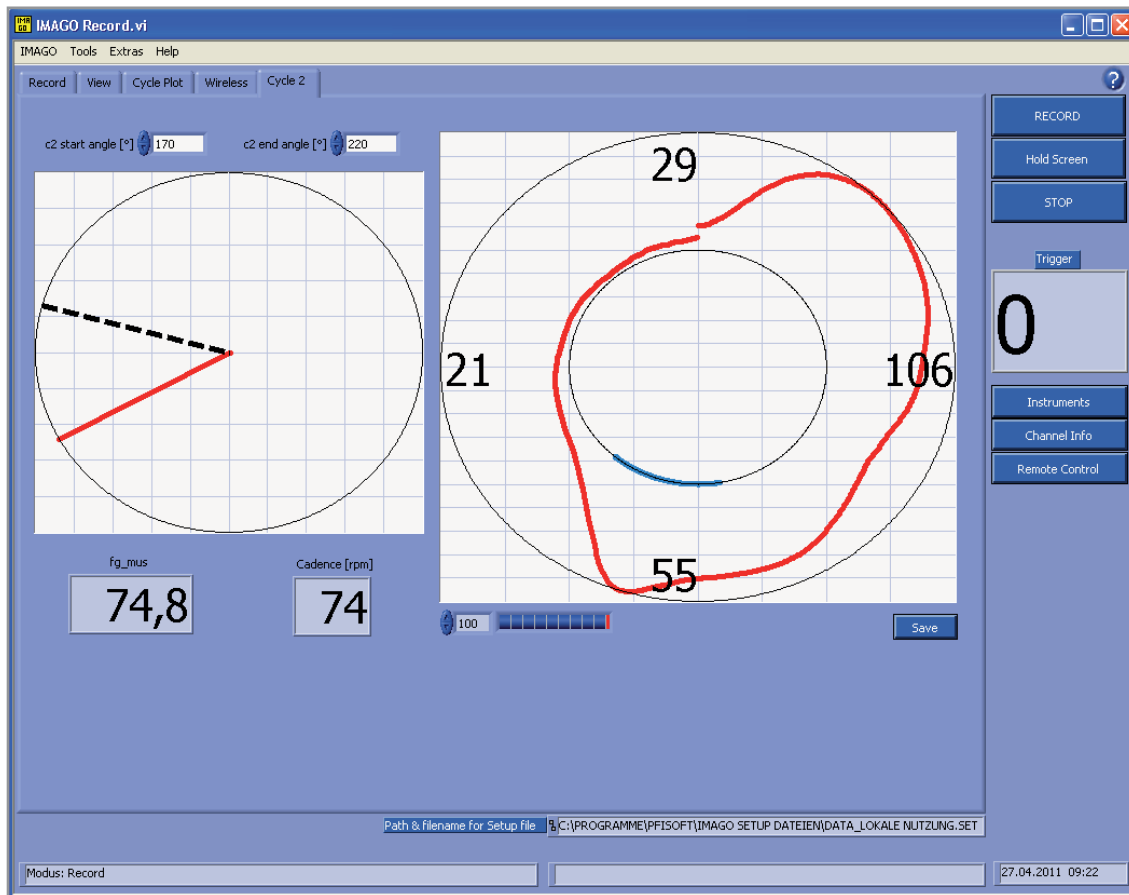 IMA
GO
IMAGO Record.vi
IMAGO Tools Extras Help
Record View Cycle Plot Wireless Cycle 2
?
c2 start angle [°] 170 c2 end angle [°] 220
29
21
106
55
fg_mus
74,8
Cadence [rpm]
74
100
Save
RECORD
Hold Screen
STOP
Trigger
0
Instruments
Channel Info
Remote Control
Path & filename for Setup file C:\PROGRAMME\PFISOFT\IMAGO SETUP DATEIEN\DATA_LOKALE NUTZUNG.SET
Modus: Record
27.04.2011 09:22